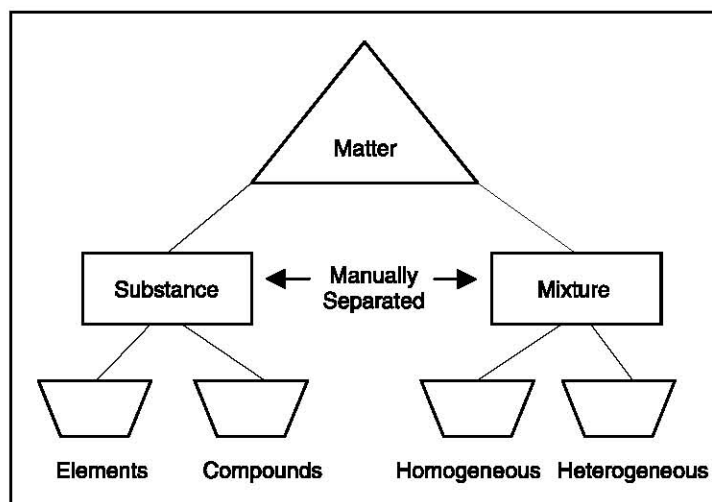 Matter
Substance
Manually
Separated
Mixture
Elements
Compounds
Homogeneous
Heterogeneous